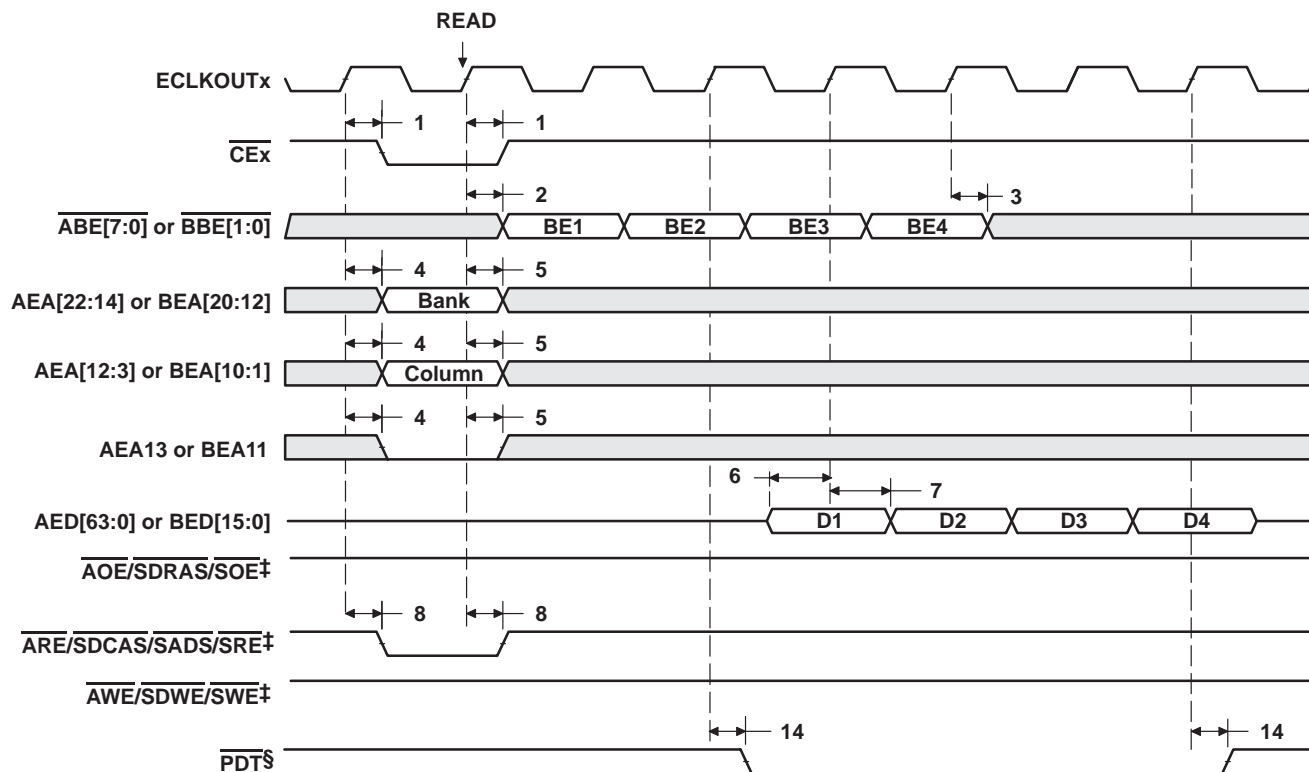 READ
ECLKOUTx
1 1
CEx
2 3
ABE[7:0] or BBE[1:0] BE1 BE2 BE3 BE4
4 5
AEA[22:14] or BEA[20:12] Bank
4 5
AEA[12:3] or BEA[10:1] Column
4 5
AEA13 or BEA11
6 7
AED[63:0] or BED[15:0] D1 D2 D3 D4
AOE/SDRAS/SOE‡
8 8
ARE/SDCAS/SADS/SRE‡
AWE/SDWE/SWE‡
14 14
PDT§